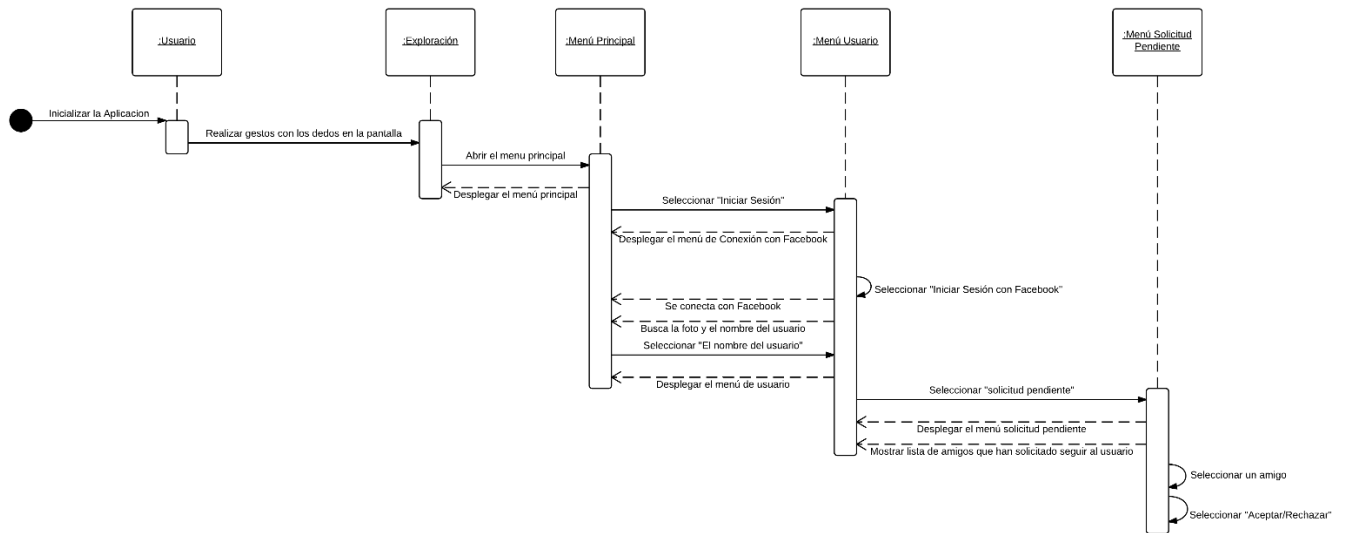 :Usuario
:Exploración
:Menú Principal
:Menú Usuario
:Menú Solicitud
Pendiente
Inicializar la Aplicacion
Realizar gestos con los dedos en la pantalla
Abrir el menu principal
Desplegar el menú principal
Seleccionar "Iniciar Sesión"
Desplegar el menú de Conexión con Facebook
Seleccionar "Iniciar Sesión con Facebook"
Se conecta con Facebook
Busca la foto y el nombre del usuario
Seleccionar "El nombre del usuario"
Desplegar el menú de usuario
Seleccionar "solicitud pendiente"
Desplegar el menú solicitud pendiente
Mostrar lista de amigos que han solicitado seguir al usuario
Seleccionar un amigo
Seleccionar "Aceptar/Rechazar"